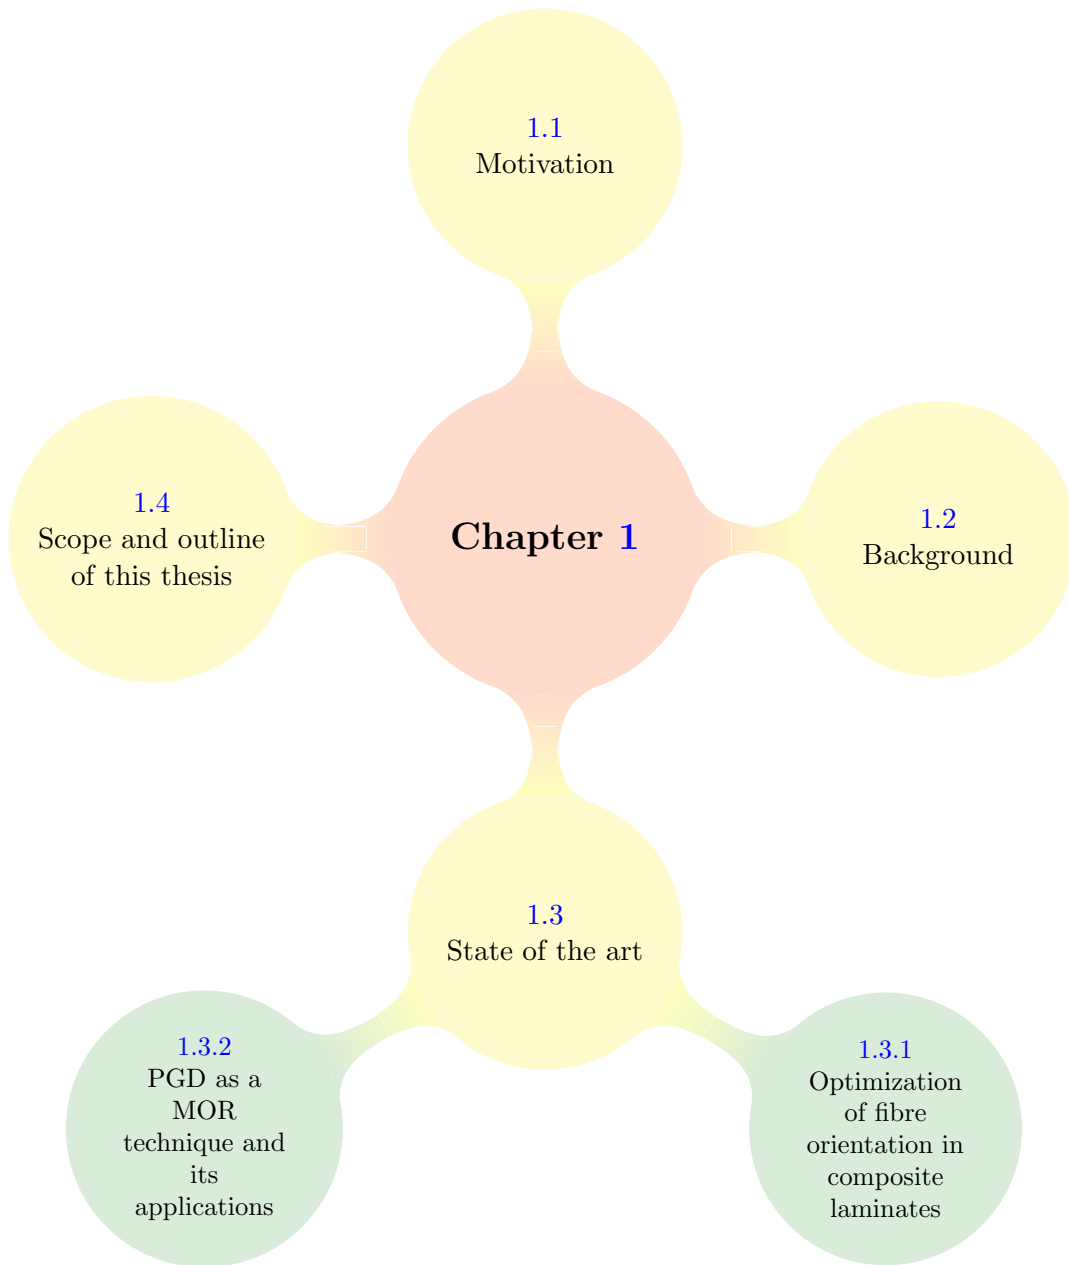 1.1
Motivation
1.4
Scope and outline
of this thesis
Chapter 1
1.2
Background
1.3
State of the art
1.3.2
PGD as a
MOR
technique and
its
applications
1.3.1
Optimization
of fibre
orientation in
composite
laminates